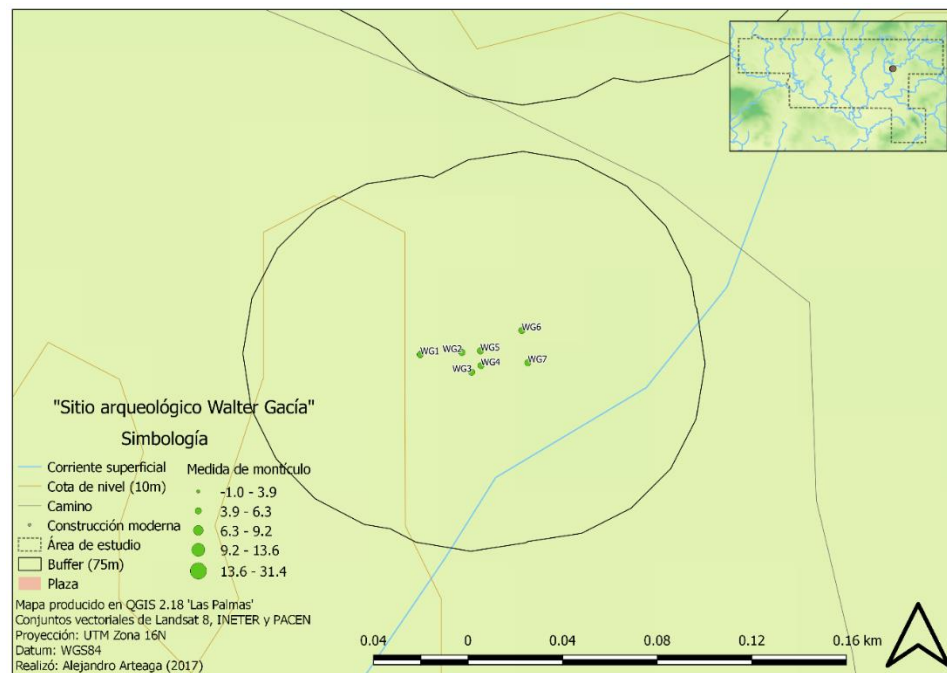 WG6
WG1
WG2
WG5
WG4
WG3
WG7
"Sitio arqueológico Walter Gacía"
Simbología
Corriente superficial
Cota de nivel (10m)
Camino
Construcción moderna
Área de estudio
Buffer (75m)
Plaza
Medida de montículo
-1.0 - 3.9
3.9 - 6.3
6.3 - 9.2
9.2 - 13.6
13.6 - 31.4
Mapa producido en QGIS 2.18 'Las Palmas'
Conjuntos vectoriales de Landsat 8, INETER y PACEN
Proyección: UTM Zona 16N
Datum: WGS84
Realizó: Alejandro Arteaga (2017)
0.04 0 0.04 0.08 0.12 0.16 km